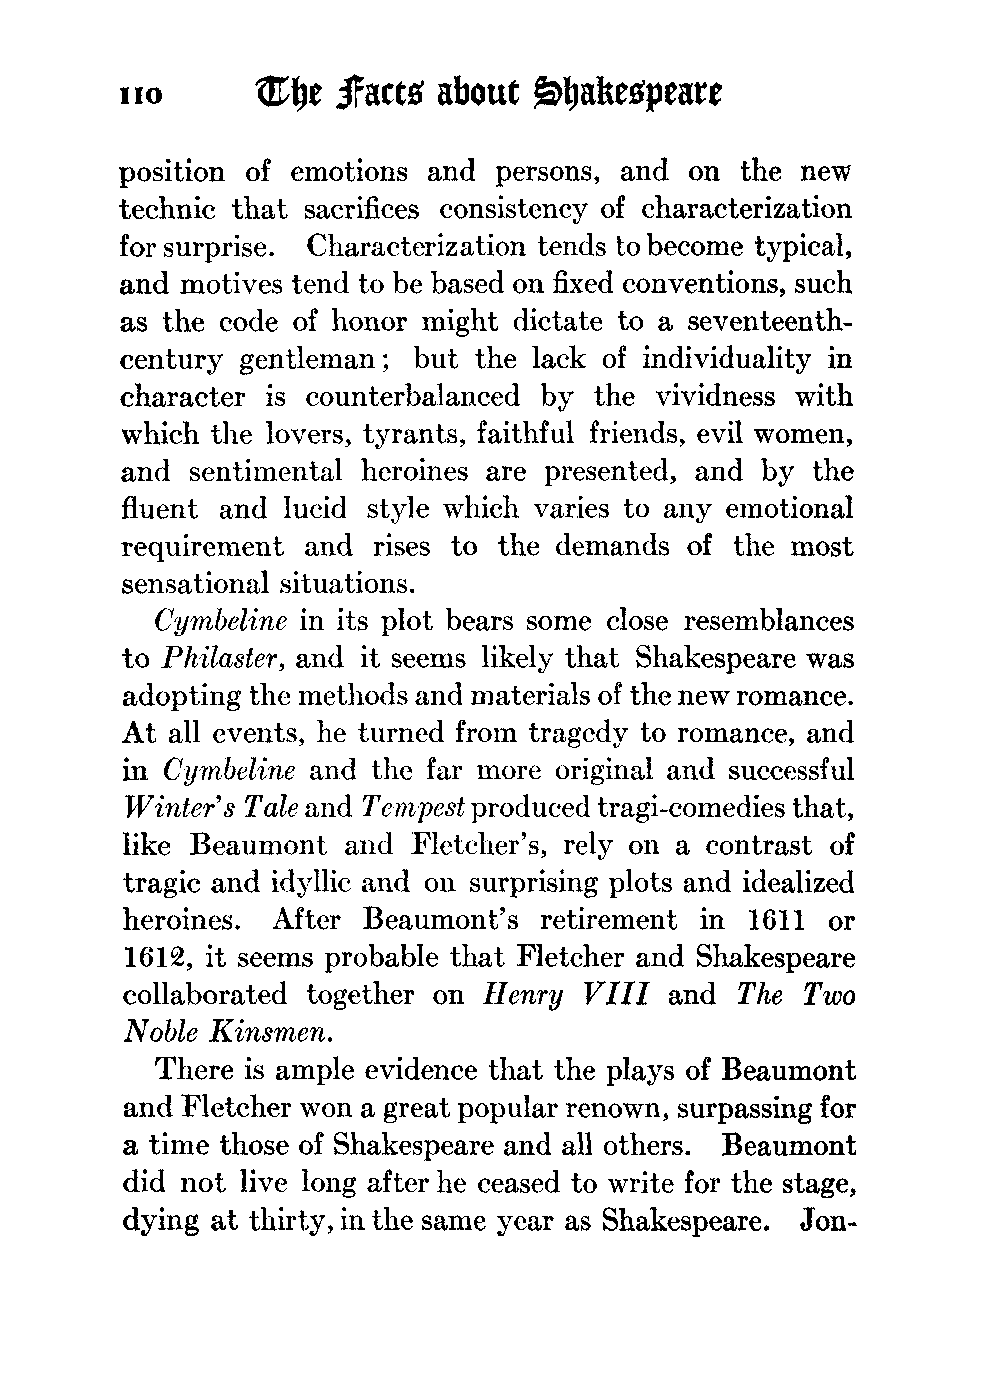 110 The Facts about Shakespeare
position of emotions and persons, and on the new
technic that sacrifices consistency of characterization
for surprise. Characterization tends to become typical,
and motives tend to be based on fixed conventions, such
as the code of honor might dictate to a seventeenth-
century gentleman; but the lack of individuality in
character is counterbalanced by the vividness with
which the lovers, tyrants, faithful friends, evil women,
and sentimental heroines are presented, and by the
fluent and lucid style which varies to any emotional
requirement and rises to the demands of the most
sensational situations.
Cymbeline in its plot bears some close resemblances
to Philaster, and it seems likely that Shakespeare was
adopting the methods and materials of the new romance.
At all events, he turned from tragedy to romance, and
in Cymbeline and the far more original and successful
Winter's Tale and Tempest produced tragi-comedies that,
like Beaumont and Fletcher's, rely on a contrast of
tragic and idyllic and on surprising plots and idealized
heroines. After Beaumont's retirement in 1611 or
1612, it seems probable that Fletcher and Shakespeare
collaborated together on Henry VIII and The Two
Noble Kinsmen.
There is ample evidence that the plays of Beaumont
and Fletcher won a great popular renown, surpassing for
a time those of Shakespeare and all others. Beaumont
did not live long after he ceased to write for the stage,
dying at thirty, in the same year as Shakespeare. Jon-